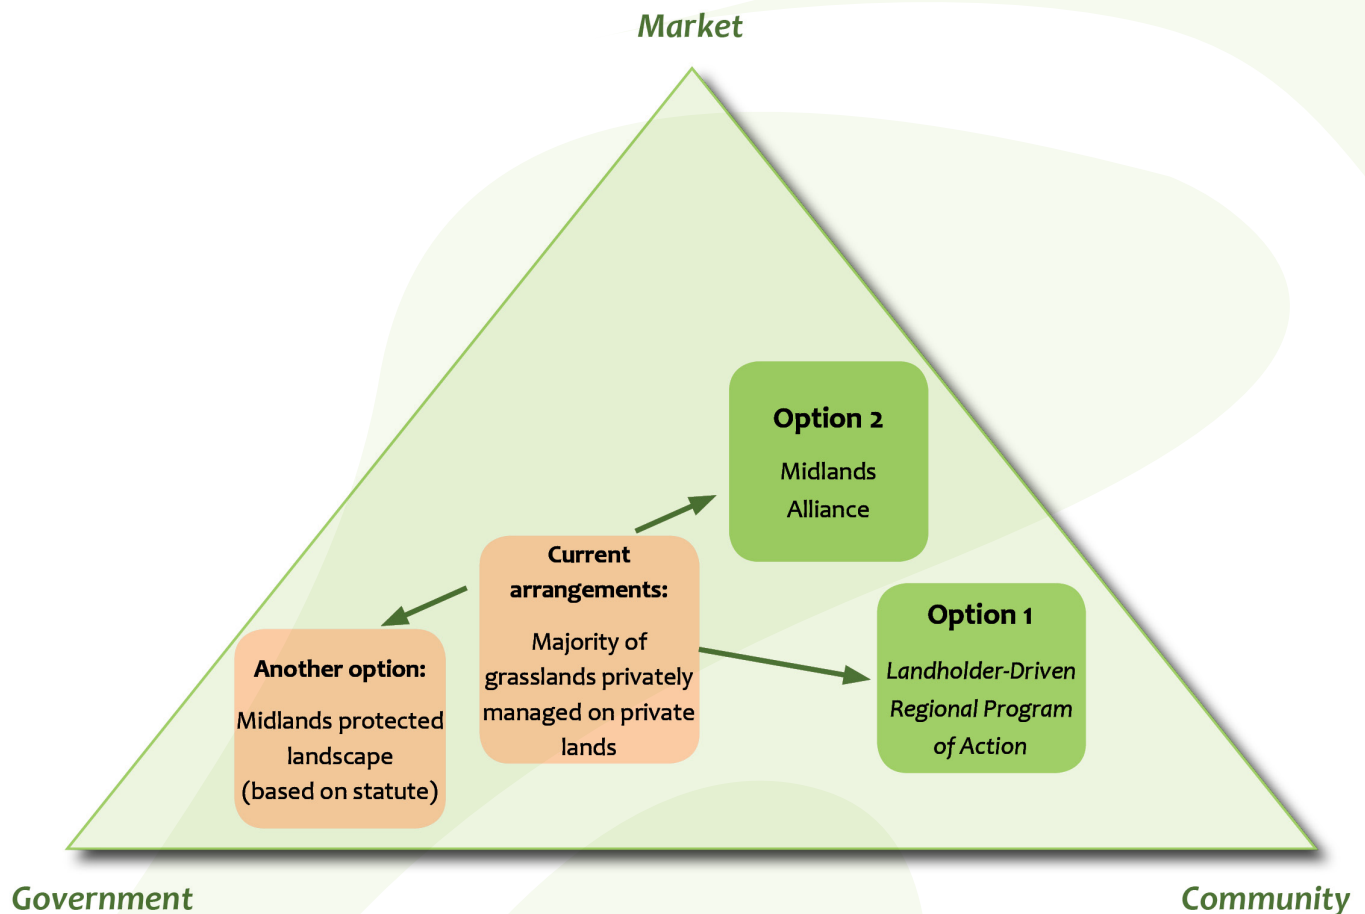 Market
Option 2
Midlands
Alliance
Current
arrangements:
Majority of
grasslands privately
managed on private
lands
Option 1
Landholder-Driven
Regional Program
of Action
Another option:
Midlands protected
landscape
(based on statute)
Government
Community